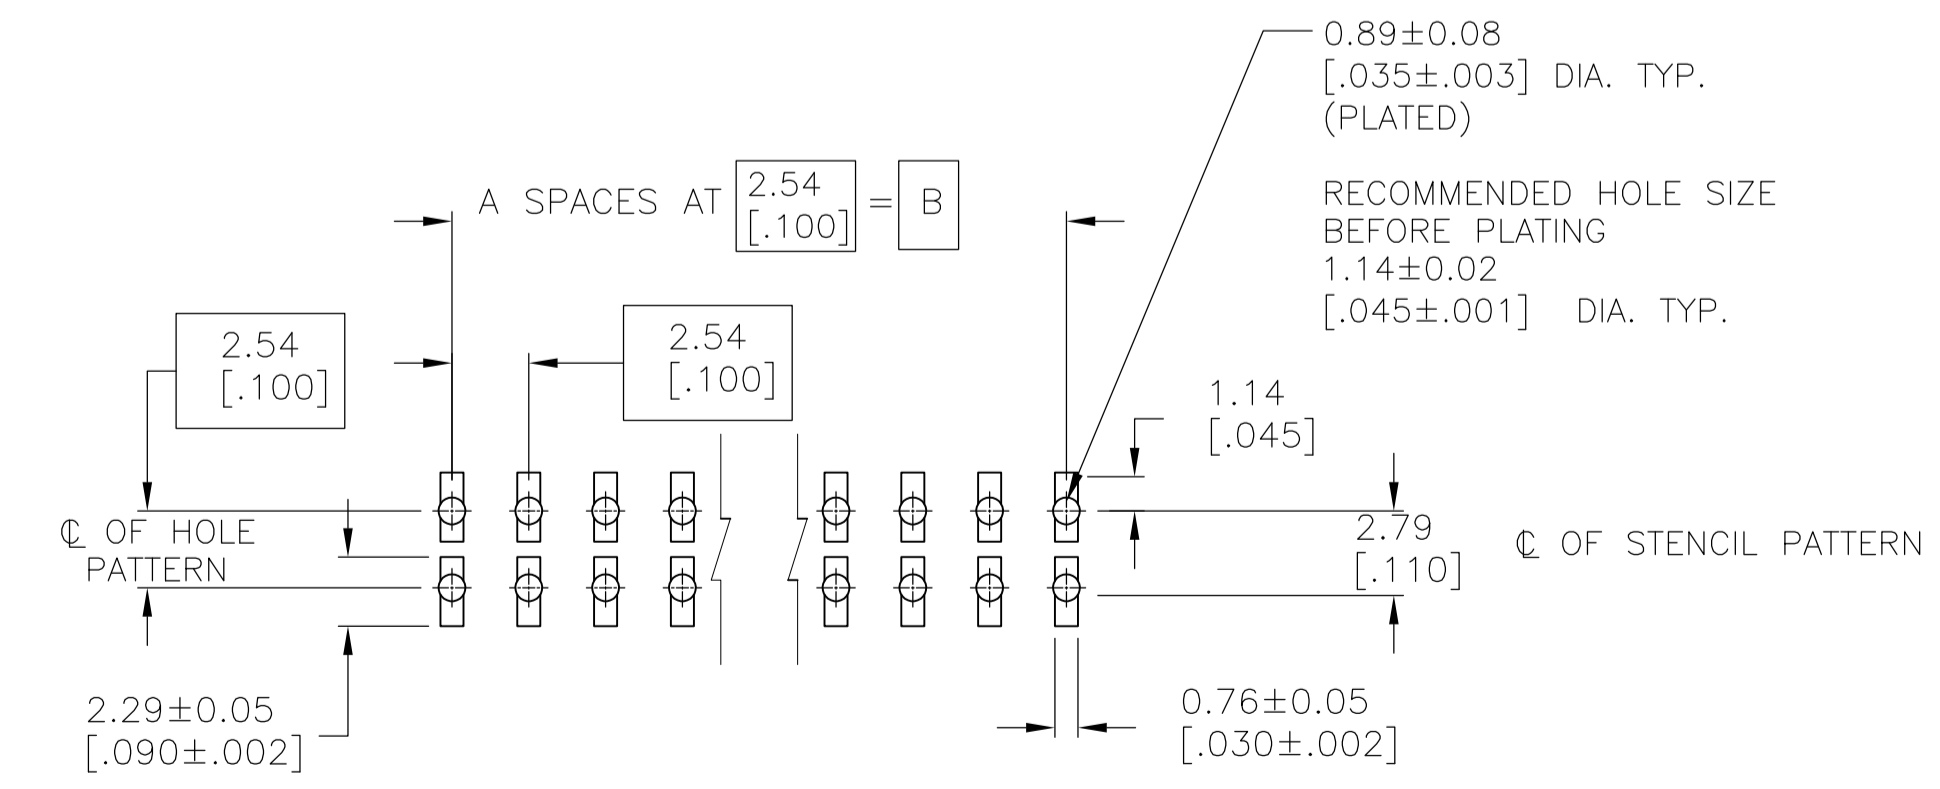 0.89±0.08
[.035±.003] DIA. TYP.
(PLATED)
RECOMMENDED HOLE SIZE
BEFORE PLATING
1.14±0.02
[.045±.001] DIA. TYP.
A SPACES AT 2.54 [.100] = B
2.54
[.100]
2.54
[.100]
1.14
[.045]
℄ OF HOLE
PATTERN
2.79
[.110]
℄ OF STENCIL PATTERN
2.29±0.05
[.090±.002]
0.76±0.05
[.030±.002]